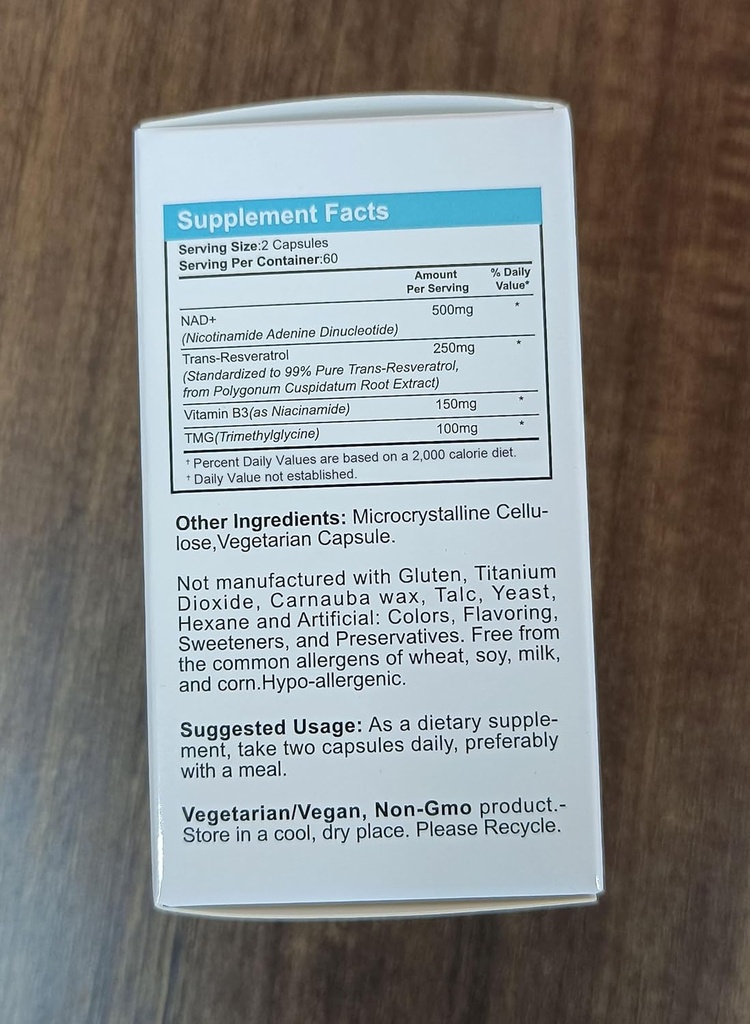 Supplement Facts
Serving Size:2 Capsules
Serving Per Container:60
Amount Per Serving % Daily Value*
NAD+ 500mg *
(Nicotinamide Adenine Dinucleotide)
Trans-Resveratrol 250mg *
(Standardized to 99% Pure Trans-Resveratrol,
from Polygonum Cuspidatum Root Extract)
Vitamin B3(as Niacinamide) 150mg *
TMG(Trimethylglycine) 100mg *
† Percent Daily Values are based on a 2,000 calorie diet.
† Daily Value not established.
Other Ingredients: Microcrystalline Cellu-
lose,Vegetarian Capsule.
Not manufactured with Gluten, Titanium
Dioxide, Carnauba wax, Talc, Yeast,
Hexane and Artificial: Colors, Flavoring,
Sweeteners, and Preservatives. Free from
the common allergens of wheat, soy, milk,
and corn.Hypo-allergenic.
Suggested Usage: As a dietary supple-
ment, take two capsules daily, preferably
with a meal.
Vegetarian/Vegan, Non-Gmo product.-
Store in a cool, dry place. Please Recycle.